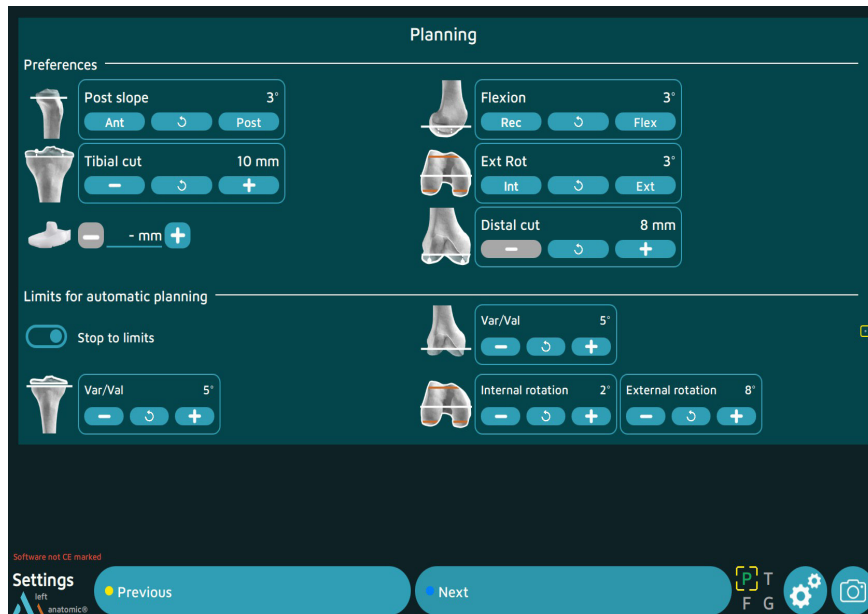 Planning
Preferences
Post slope 3°
Ant Post
Flexion 3°
Rec Flex
Tibial cut 10 mm
Ext Rot 3°
Int Ext
- mm
Distal cut 8 mm
Limits for automatic planning
Stop to limits
Var/Val 5°
Var/Val 5°
Internal rotation 2°
External rotation 8°
Software not CE marked
Settings
left
anatomic®
Previous
Next
P T
F G